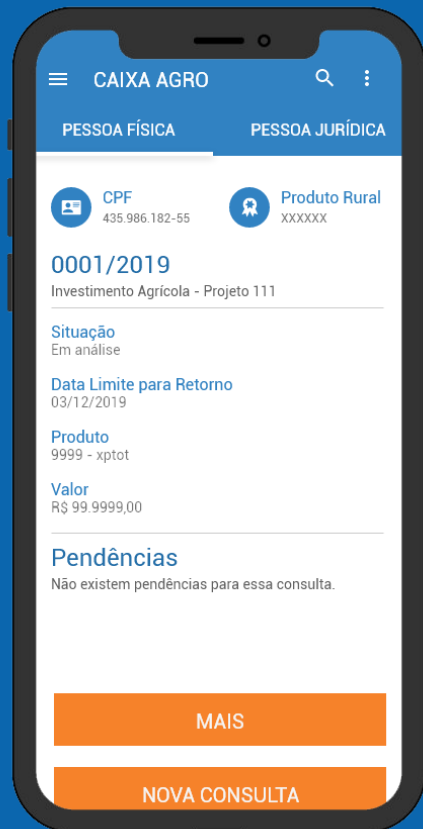 CAIXA AGRO
PESSOA FÍSICA PESSOA JURÍDICA
CPF Produto Rural
435.986.182-55 XXXXXX
0001/2019
Investimento Agrícola - Projeto 111
Situação
Em análise
Data Limite para Retorno
03/12/2019
Produto
9999 - xptot
Valor
R$ 99.9999,00
Pendências
Não existem pendências para essa consulta.
MAIS
NOVA CONSULTA